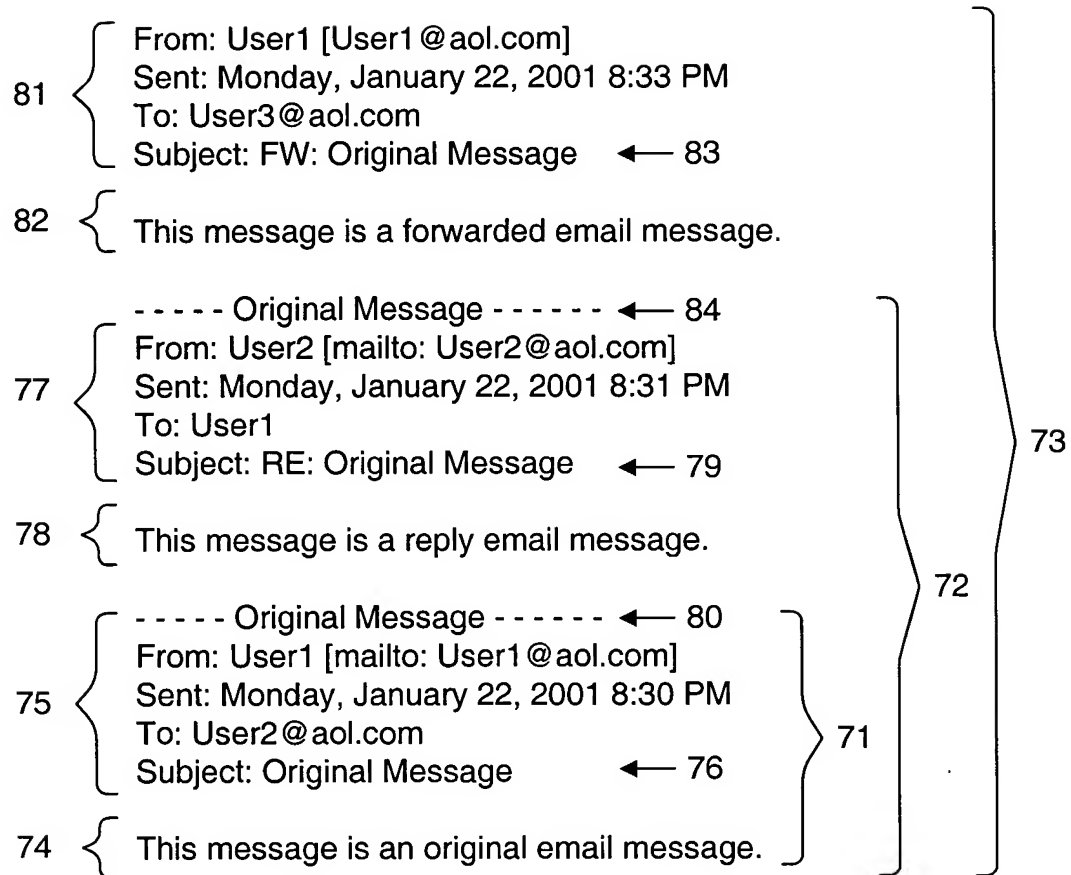 From: User1 [User1@aol.com]
81 Sent: Monday, January 22, 2001 8:33 PM
To: User3@aol.com
Subject: FW: Original Message 83
82 This message is a forwarded email message.
- - - - - Original Message - - - - - - 84
From: User2 [mailto: User2@aol.com]
77 Sent: Monday, January 22, 2001 8:31 PM
To: User1
73
Subject: RE: Original Message 79
78 This message is a reply email message.
72
- - - - - Original Message - - - - - - 80
From: User1 [mailto: User1@aol.com]
75 Sent: Monday, January 22, 2001 8:30 PM
To: User2@aol.com 71
Subject: Original Message 76
74 This message is an original email message.